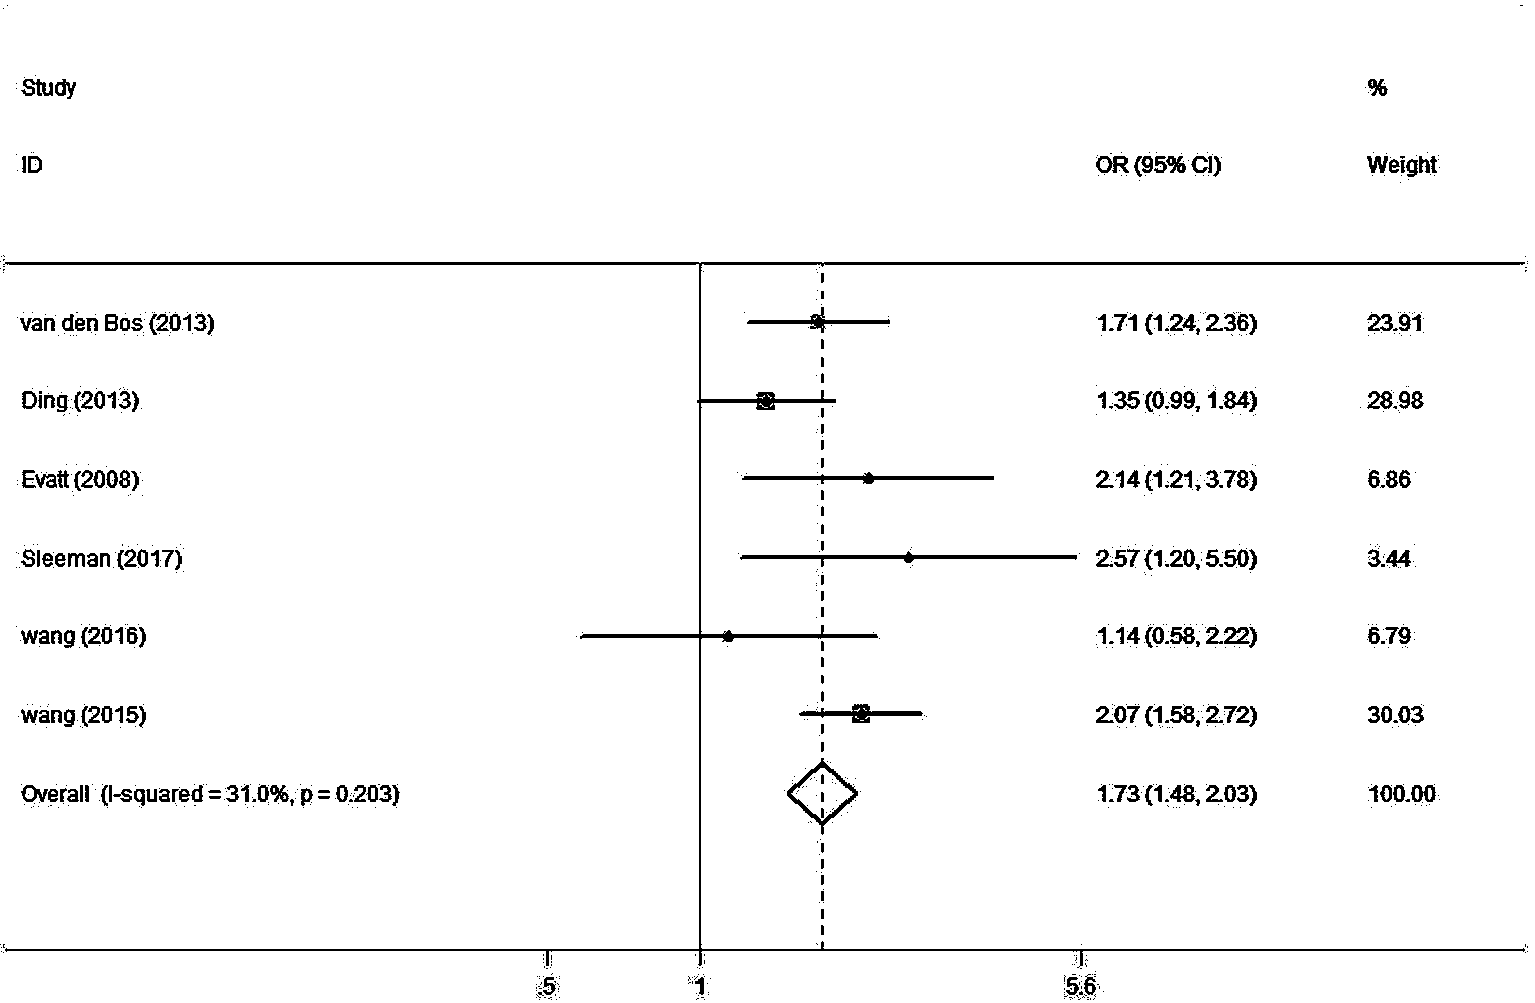 Study %
ID OR (95% CI) Weight
van den Bos (2013) 1.71 (1.24, 2.36) 23.91
Ding (2013) 1.35 (0.99, 1.84) 28.98
Evatt (2008) 2.14 (1.21, 3.78) 6.86
Sleeman (2017) 2.57 (1.20, 5.50) 3.44
wang (2016) 1.14 (0.58, 2.22) 6.79
wang (2015) 2.07 (1.58, 2.72) 30.03
Overall (I-squared = 31.0%, p = 0.203) 1.73 (1.48, 2.03) 100.00
.5 1 5.6